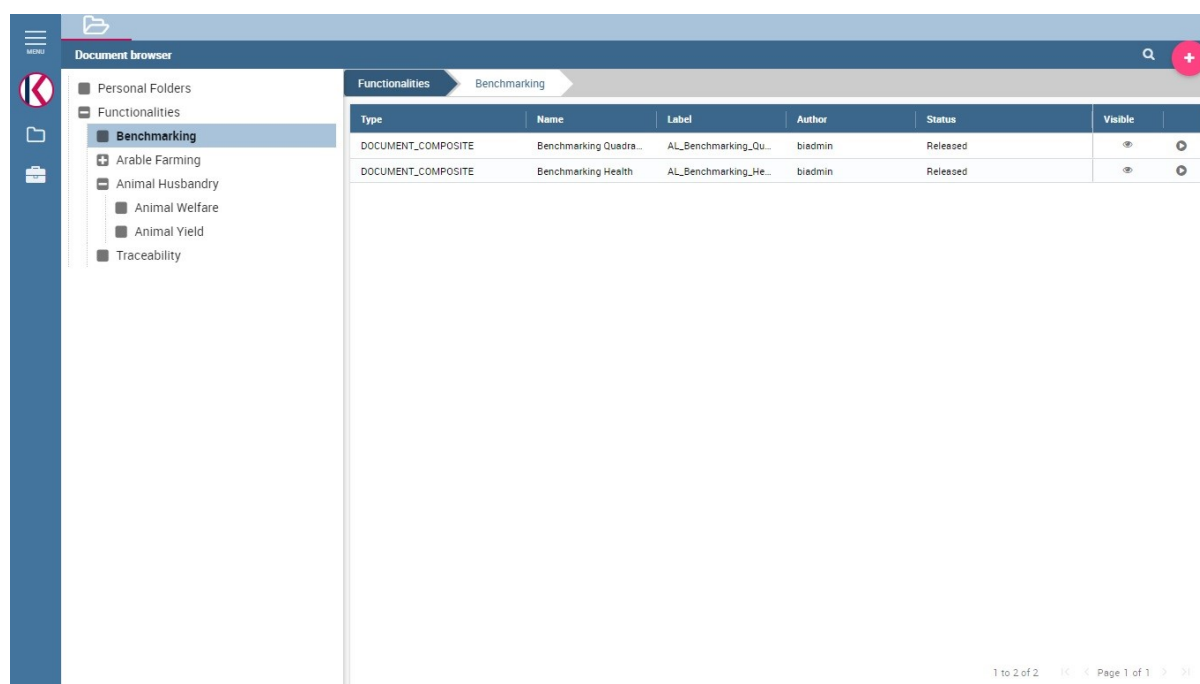 MENU
Document browser
Personal Folders
Functionalities
Benchmarking
Arable Farming
Animal Husbandry
Animal Welfare
Animal Yield
Traceability
Functionalities Benchmarking
Type Name Label Author Status Visible
DOCUMENT_COMPOSITE Benchmarking Quadra... AL_Benchmarking_Qu... biadmin Released
DOCUMENT_COMPOSITE Benchmarking Health AL_Benchmarking_He... biadmin Released
1 to 2 of 2 Page 1 of 1